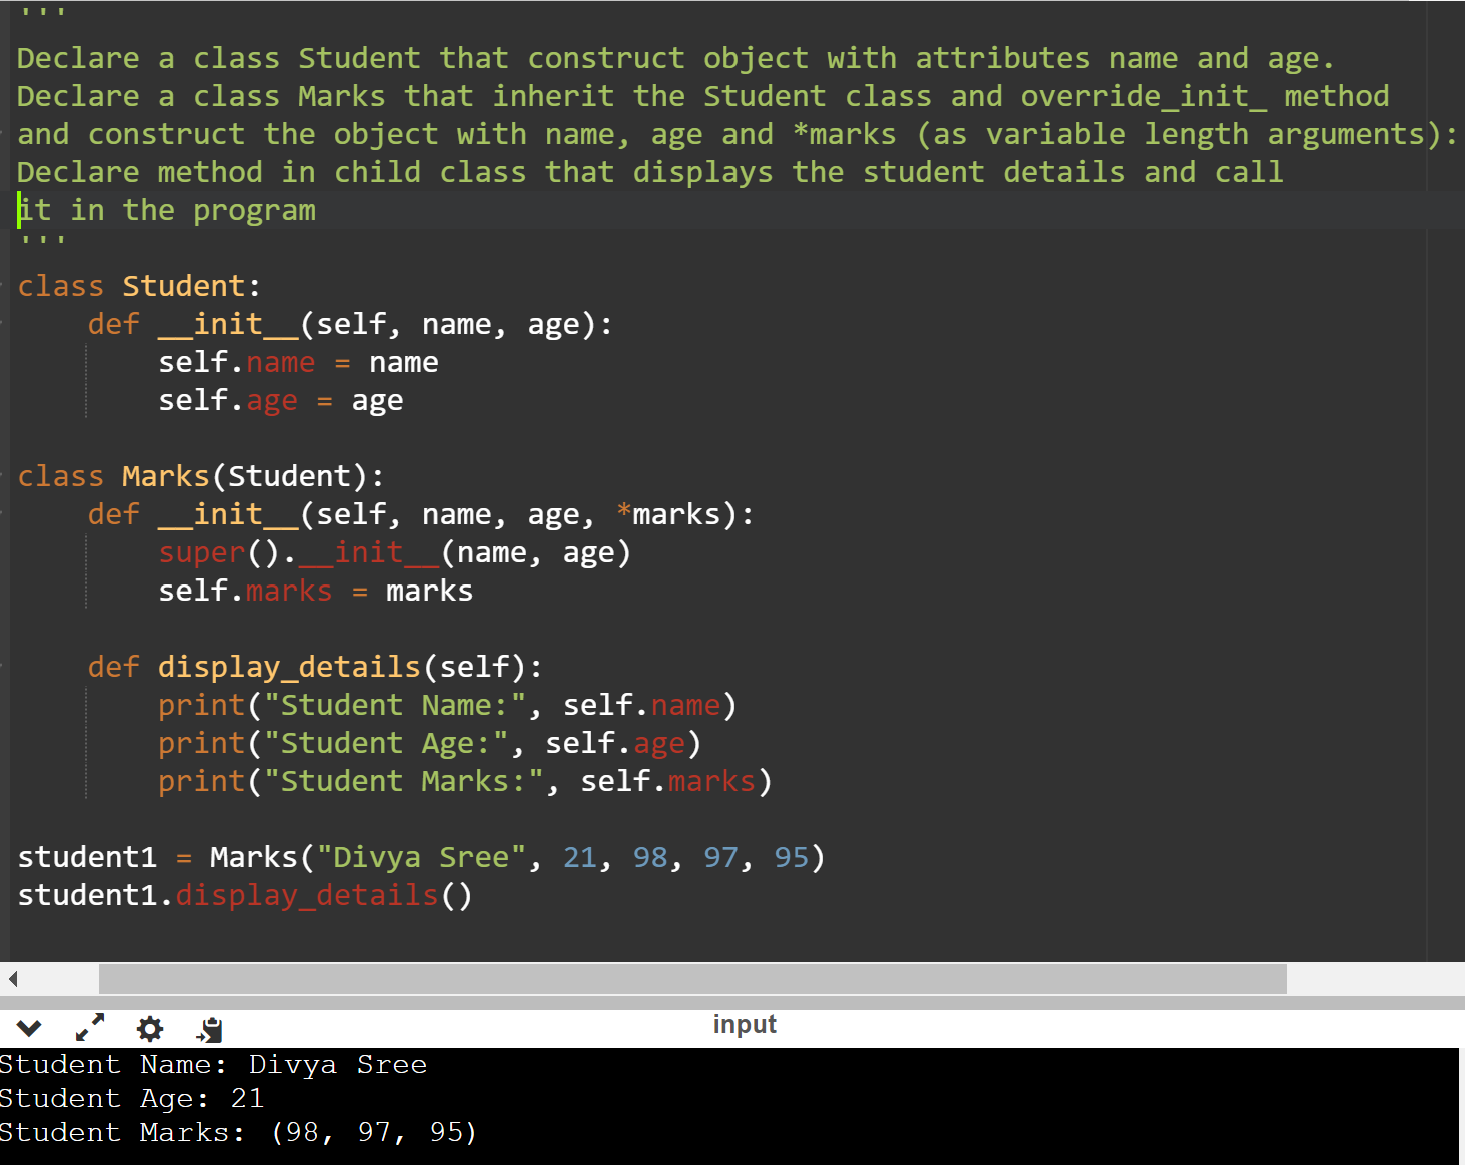 '''
Declare a class Student that construct object with attributes name and age.
Declare a class Marks that inherit the Student class and override_init_ method
and construct the object with name, age and *marks (as variable length arguments):
Declare method in child class that displays the student details and call
it in the program
'''
class Student:
    def __init__(self, name, age):
        self.name = name
        self.age = age

class Marks(Student):
    def __init__(self, name, age, *marks):
        super().__init__(name, age)
        self.marks = marks

    def display_details(self):
        print("Student Name:", self.name)
        print("Student Age:", self.age)
        print("Student Marks:", self.marks)

student1 = Marks("Divya Sree", 21, 98, 97, 95)
student1.display_details()
input
Student Name: Divya Sree
Student Age: 21
Student Marks: (98, 97, 95)